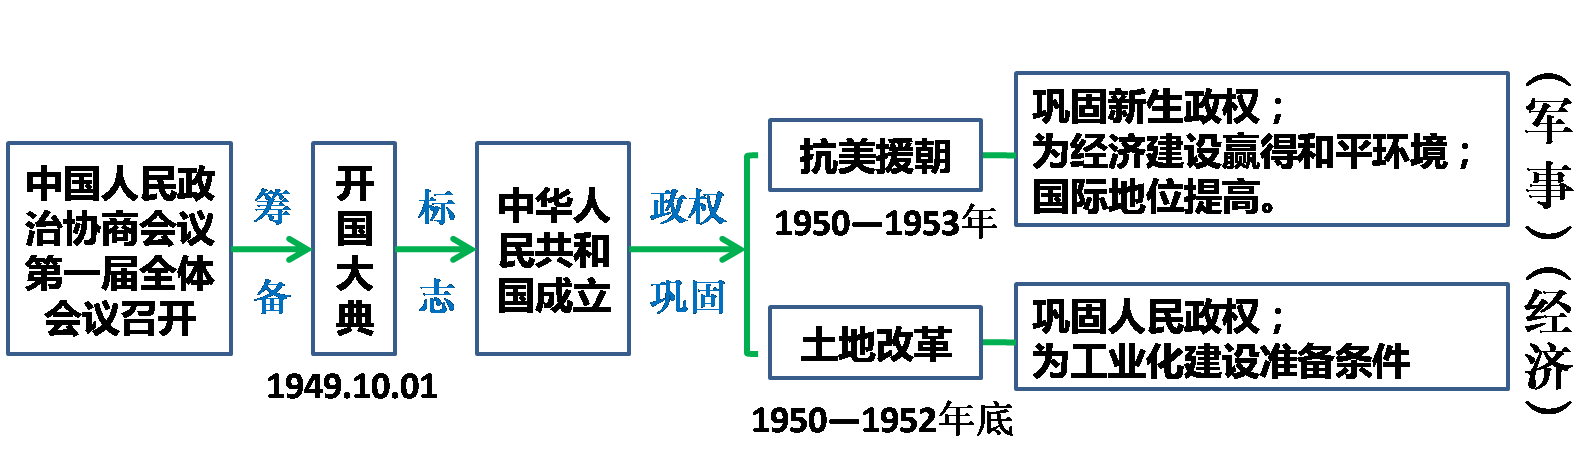 中国人民政
治协商会议
第一届全体
会议召开
筹
备
开
国
大
典
1949.10.01
标
志
中华人
民共和
国成立
政权
巩固
抗美援朝
1950—1953年
巩固新生政权；
为经济建设赢得和平环境；
国际地位提高。
（军事）
土地改革
1950—1952年底
巩固人民政权；
为工业化建设准备条件
（经济）